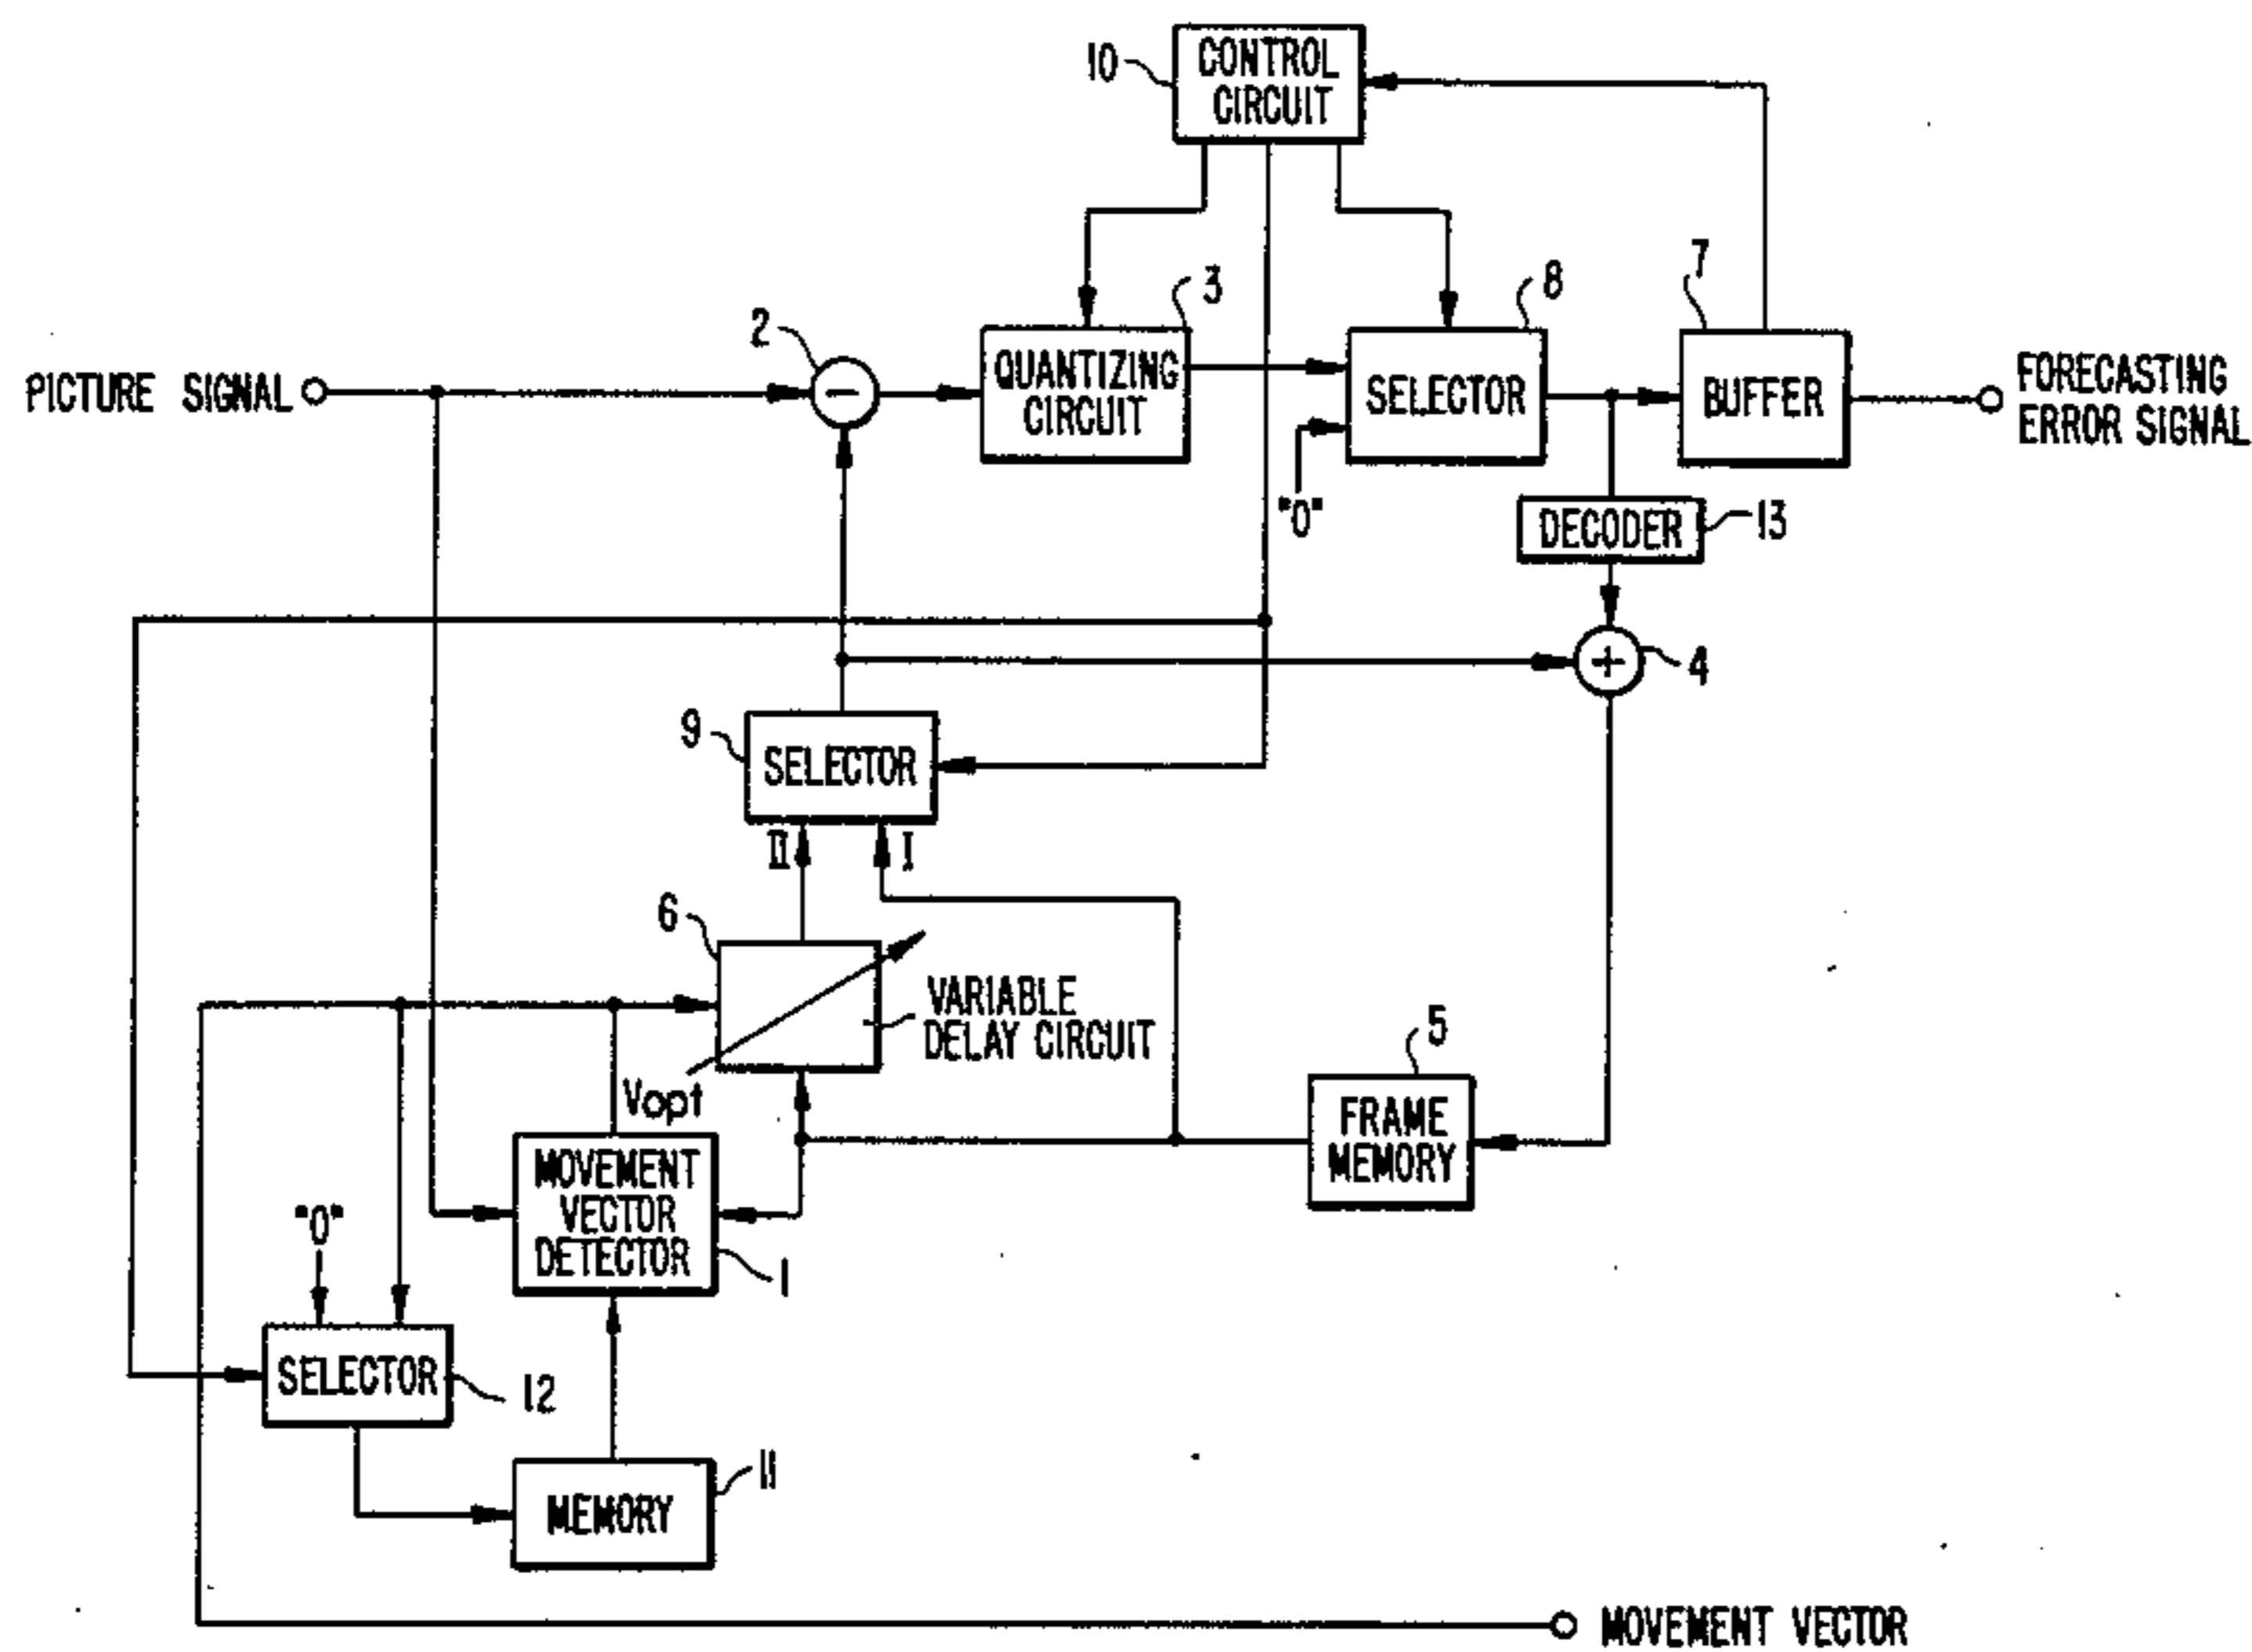 10
CONTROL
CIRCUIT
2
3
8
7
PICTURE SIGNAL
−
QUANTIZING
CIRCUIT
SELECTOR
BUFFER
FORECASTING
ERROR SIGNAL
"0"
DECODER
13
+
4
9
SELECTOR
II
I
6
VARIABLE
DELAY CIRCUIT
Vopt
5
FRAME
MEMORY
MOVEMENT
VECTOR
DETECTOR
1
"0"
SELECTOR
12
MEMORY
11
MOVEMENT VECTOR